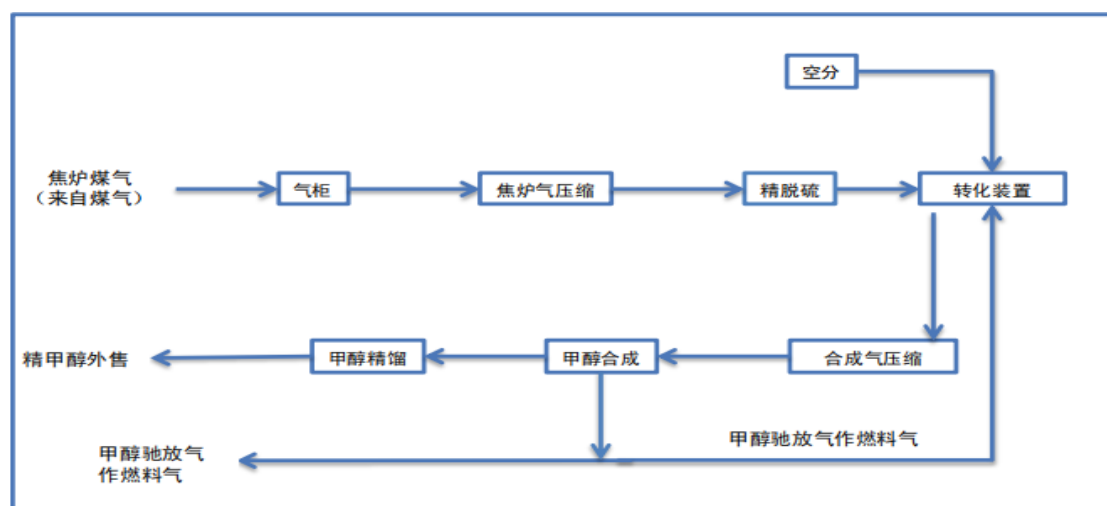 空分
焦炉煤气
（来自煤气）
气柜
焦炉气压缩
精脱硫
转化装置
精甲醇外售
甲醇精馏
甲醇合成
合成气压缩
甲醇驰放气作燃料气
甲醇驰放气
作燃料气